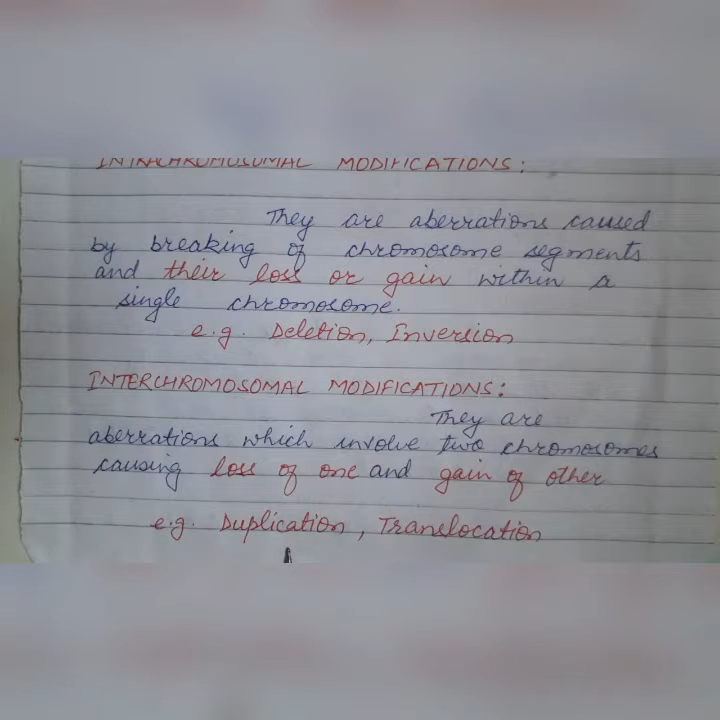 INTRACHROMOSOMAL MODIFICATIONS:
They are aberrations caused
by breaking of chromosome segments
and their loss or gain within a
single chromosome.
e.g. Deletion, Inversion
INTERCHROMOSOMAL MODIFICATIONS:
They are
aberrations which involve two chromosomes
causing loss of one and gain of other
e.g. Duplication, Translocation